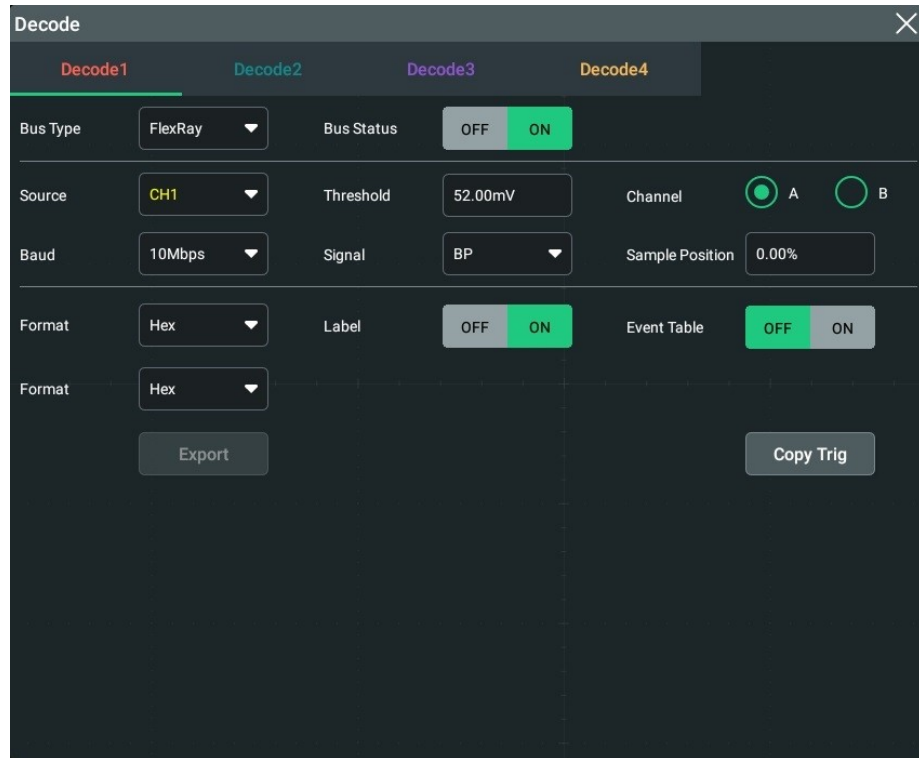 Decode
Decode1 Decode2 Decode3 Decode4
Bus Type FlexRay Bus Status OFF ON
Source CH1 Threshold 52.00mV Channel A B
Baud 10Mbps Signal BP Sample Position 0.00%
Format Hex Label OFF ON Event Table OFF ON
Format Hex
Export Copy Trig